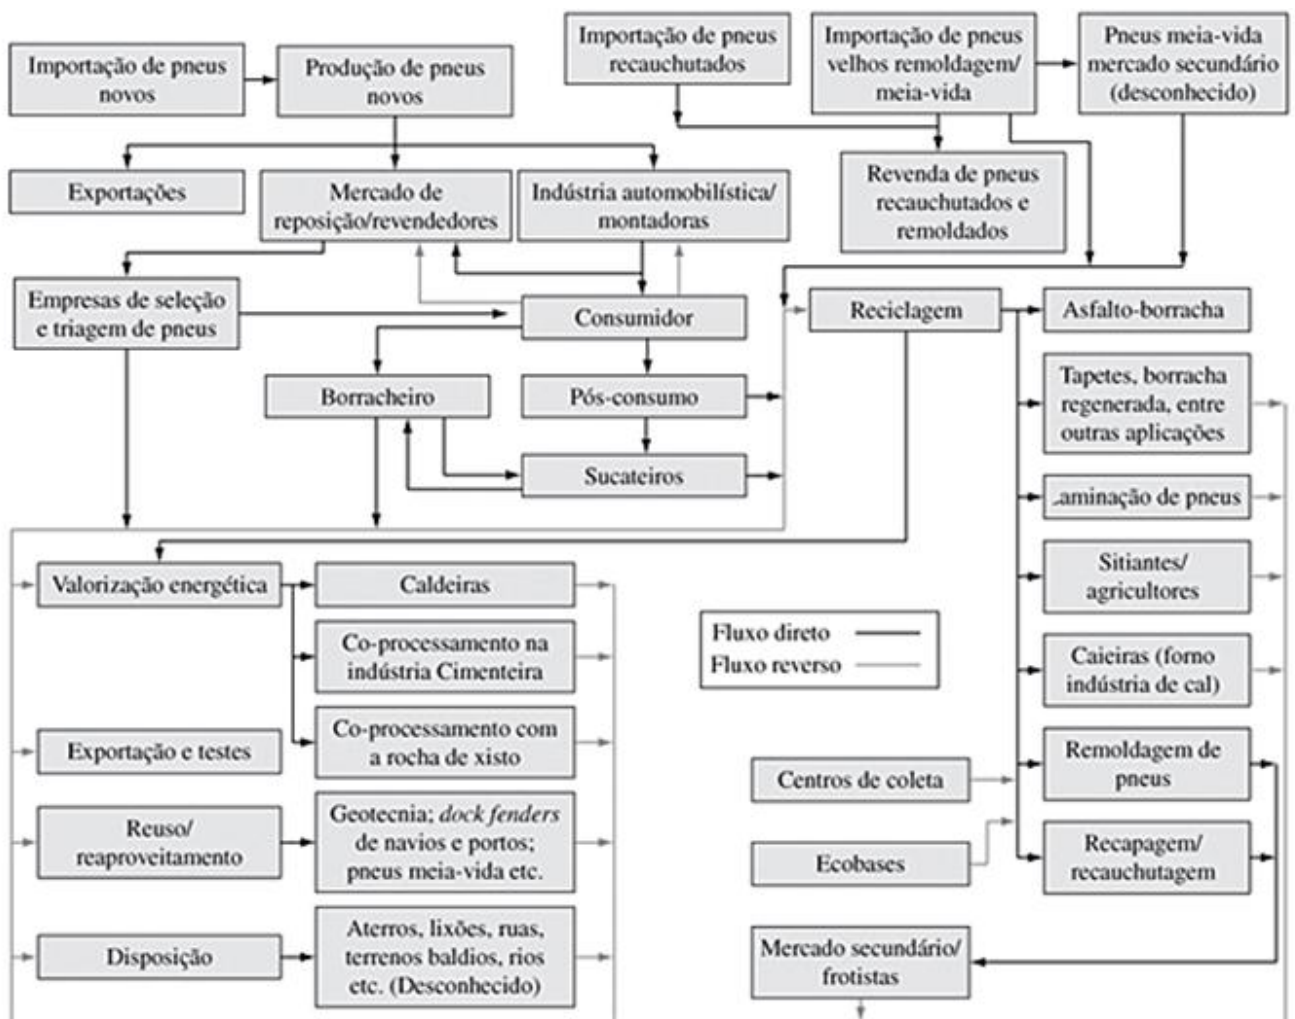 Importação de pneus
novos
Produção de pneus
novos
Importação de pneus
recauchutados
Importação de pneus
velhos remoldagem/
meia-vida
Pneus meia-vida
mercado secundário
(desconhecido)
Exportações
Mercado de
reposição/revendedores
Indústria automobilística/
montadoras
Revenda de pneus
recauchutados e
remoldados
Empresas de seleção
e triagem de pneus
Consumidor
Reciclagem
Asfalto-borracha
Borracheiro
Pós-consumo
Tapetes, borracha
regenerada, entre
outras aplicações
Sucateiros
aminação de pneus
Valorização energética
Caldeiras
Sitiantes/
agricultores
Co-processamento na
indústria Cimenteira
Fluxo direto
Fluxo reverso
Caieiras (forno
indústria de cal)
Exportação e testes
Co-processamento com
a rocha de xisto
Centros de coleta
Remoldagem de
pneus
Reuso/
reaproveitamento
Geotecnia; dock fenders
de navios e portos;
pneus meia-vida etc.
Ecobases
Recapagem/
recauchutagem
Disposição
Aterros, lixões, ruas,
terrenos baldios, rios
etc. (Desconhecido)
Mercado secundário/
frotistas